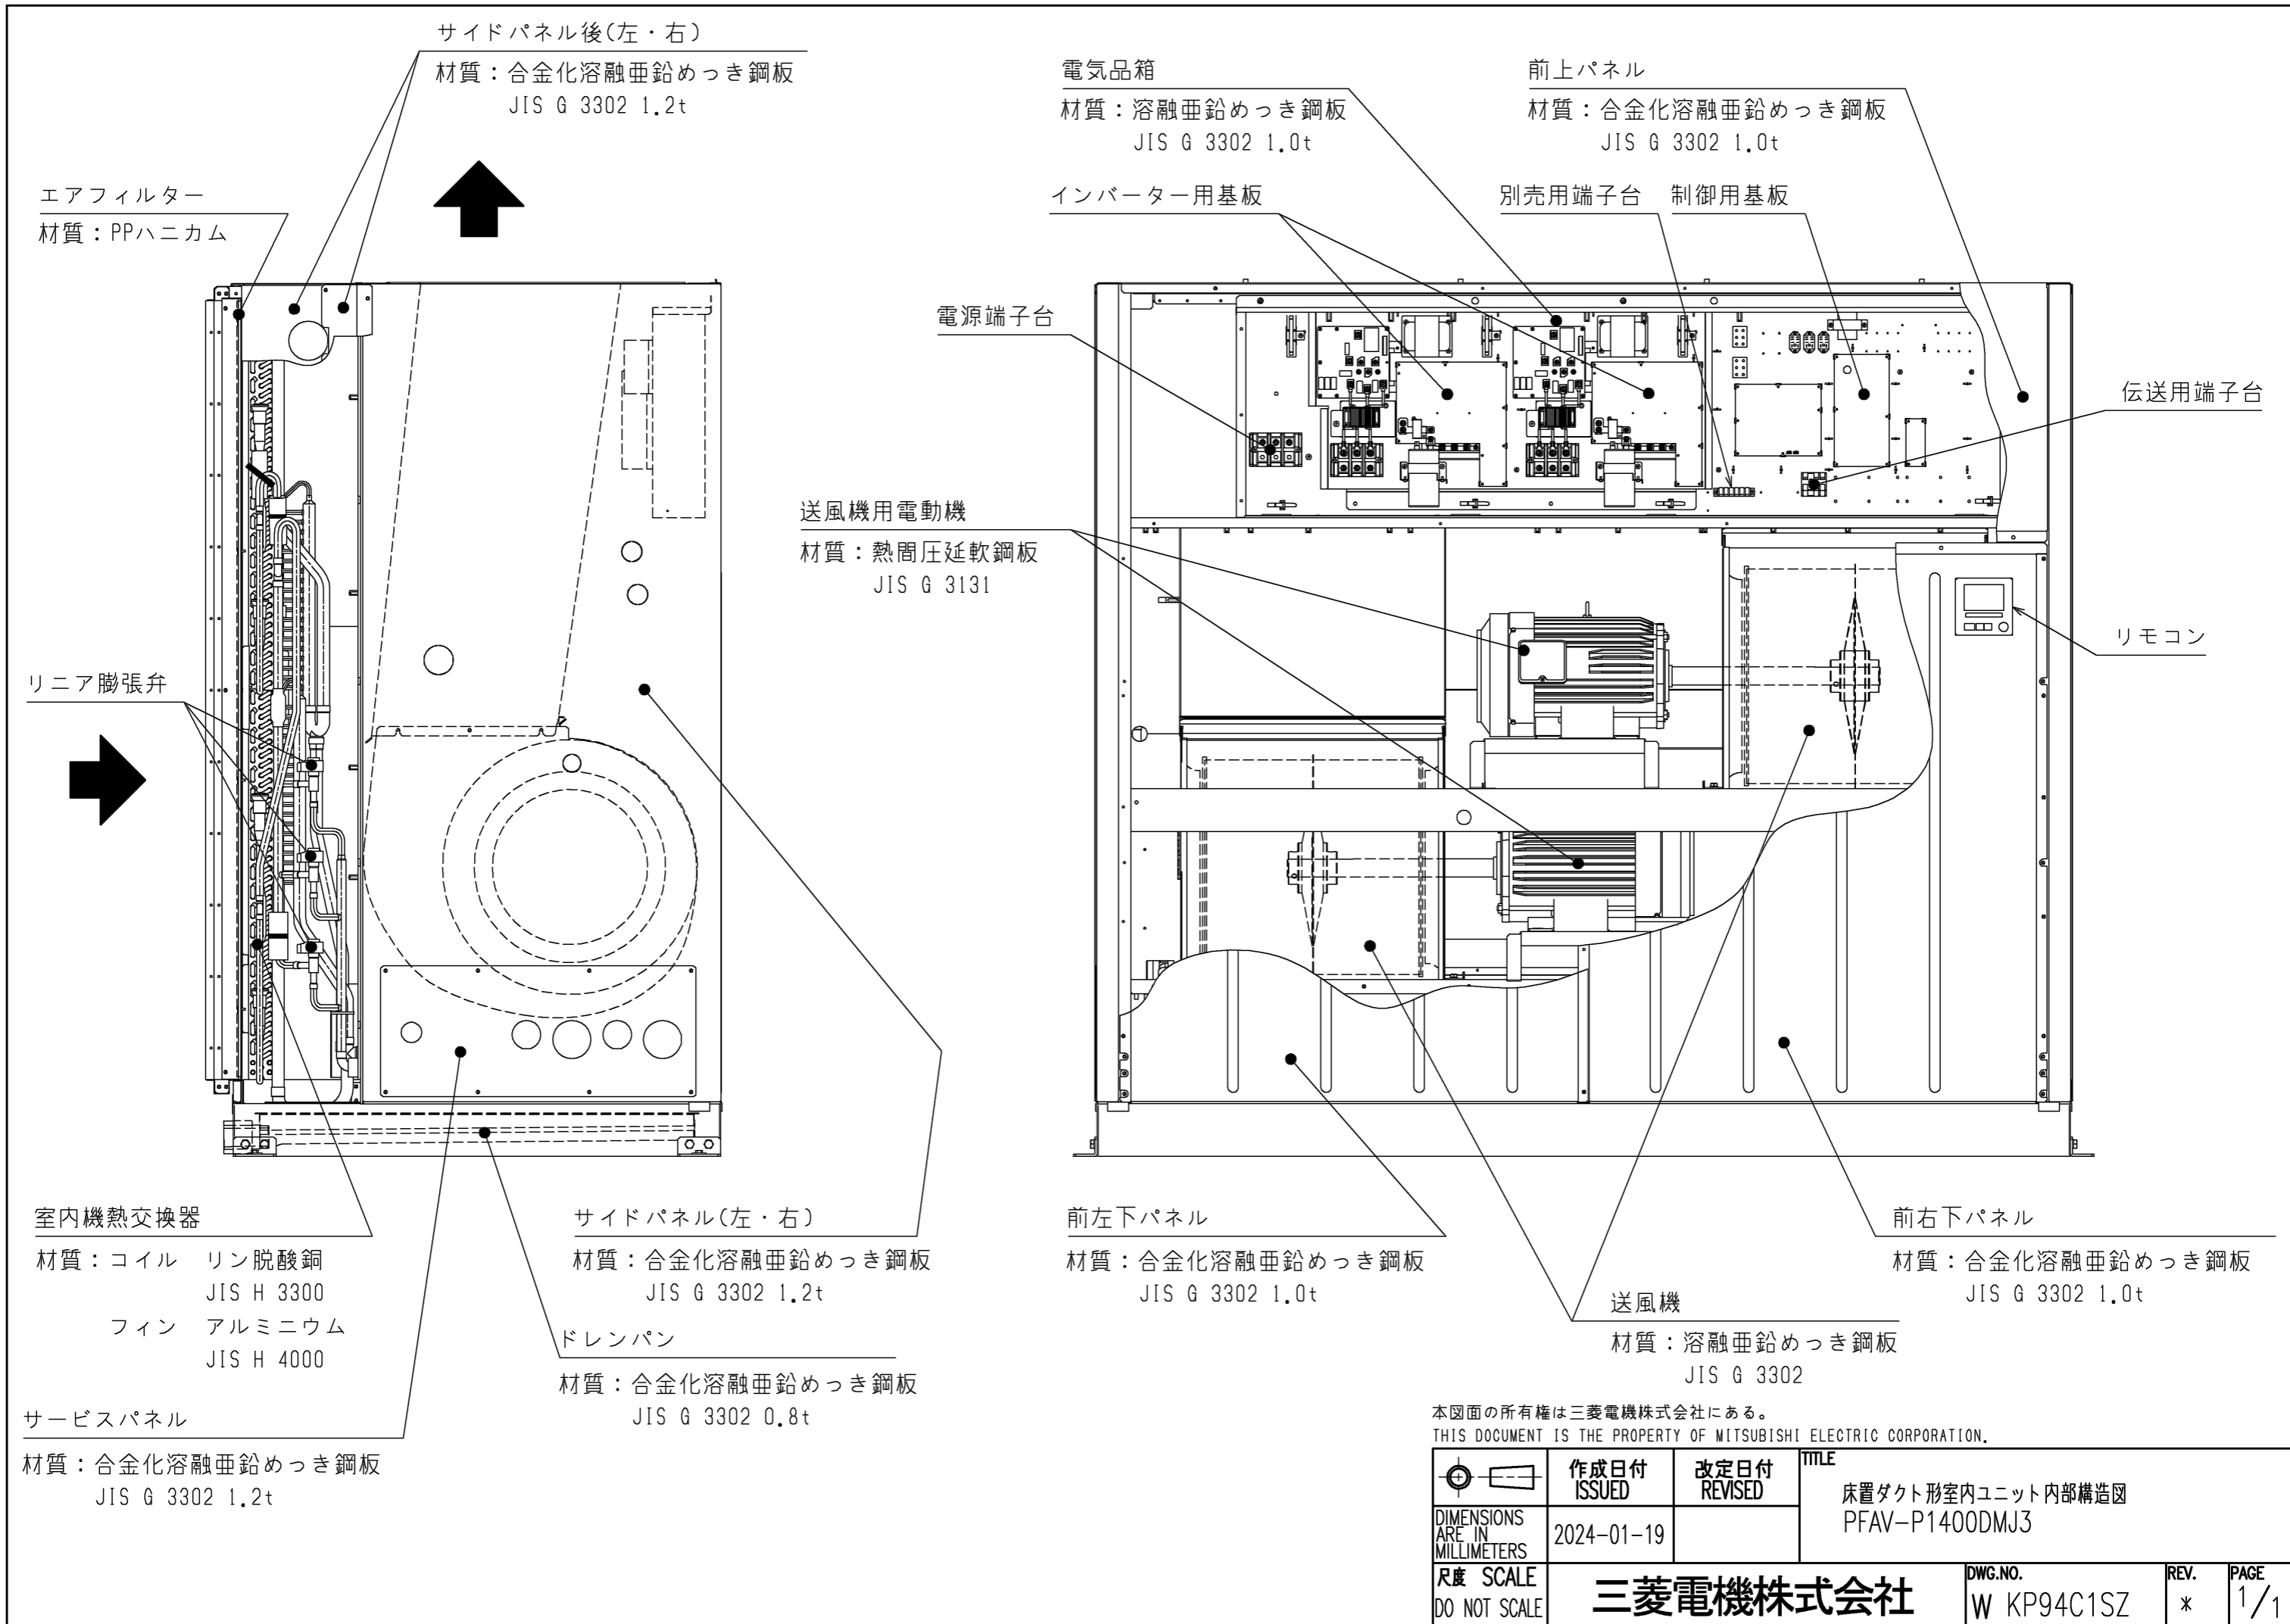 サイドパネル後(左・右)
材質：合金化溶融亜鉛めっき鋼板
JIS G 3302 1.2t
エアフィルター
材質：PPハニカム
電気品箱
材質：溶融亜鉛めっき鋼板
JIS G 3302 1.0t
前上パネル
材質：合金化溶融亜鉛めっき鋼板
JIS G 3302 1.0t
インバーター用基板
別売用端子台
制御用基板
電源端子台
伝送用端子台
送風機用電動機
材質：熱間圧延軟鋼板
JIS G 3131
リモコン
リニア膨張弁
室内機熱交換器
材質：コイル リン脱酸銅
JIS H 3300
フィン アルミニウム
JIS H 4000
サイドパネル(左・右)
材質：合金化溶融亜鉛めっき鋼板
JIS G 3302 1.2t
ドレンパン
材質：合金化溶融亜鉛めっき鋼板
JIS G 3302 0.8t
サービスパネル
材質：合金化溶融亜鉛めっき鋼板
JIS G 3302 1.2t
前左下パネル
材質：合金化溶融亜鉛めっき鋼板
JIS G 3302 1.0t
前右下パネル
材質：合金化溶融亜鉛めっき鋼板
JIS G 3302 1.0t
送風機
材質：溶融亜鉛めっき鋼板
JIS G 3302
本図面の所有権は三菱電機株式会社にある。
THIS DOCUMENT IS THE PROPERTY OF MITSUBISHI ELECTRIC CORPORATION.
作成日付
ISSUED
改定日付
REVISED
TITLE
床置ダクト形室内ユニット内部構造図
PFAV-P1400DMJ3
DIMENSIONS
ARE IN
MILLIMETERS
2024-01-19
尺度 SCALE
DO NOT SCALE
三菱電機株式会社
DWG.NO.
W KP94C1SZ
REV.
*
PAGE
1/1